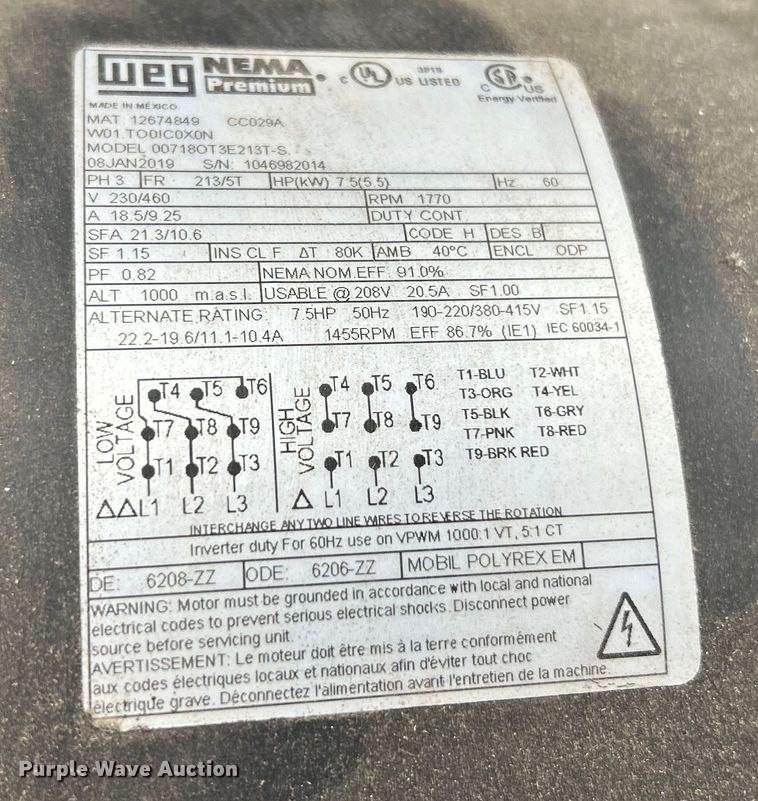 weg NEMA Premium. c UL US LISTED 3P19 c SA US Energy Verified
MADE IN MÉXICO
MAT 12674849 CC029A
W01.TO0IC0X0N
MODEL 00718OT3E213T-S
08JAN2019 S/N: 1046982014
PH 3 FR 213/5T HP(kW) 7.5(5.5) Hz 60
V 230/460 RPM 1770
A 18.5/9.25 DUTY CONT
SFA 21.3/10.6 CODE H DES B
SF 1.15 INS CL F ΔT 80K AMB 40°C ENCL ODP
PF 0.82 NEMA NOM.EFF 91.0%
ALT 1000 m.a.s.l. USABLE @ 208V 20.5A SF1.00
ALTERNATE RATING: 7.5HP 50Hz 190-220/380-415V SF1.15
22.2-19.6/11.1-10.4A 1455RPM EFF 86.7% (IE1) IEC 60034-1
LOW VOLTAGE
T4 T5 T6
T7 T8 T9
T1 T2 T3
ΔΔ L1 L2 L3
HIGH VOLTAGE
T4 T5 T6
T7 T8 T9
T1 T2 T3
Δ L1 L2 L3
T1-BLU T2-WHT
T3-ORG T4-YEL
T5-BLK T6-GRY
T7-PNK T8-RED
T9-BRK RED
INTERCHANGE ANY TWO LINE WIRES TO REVERSE THE ROTATION
Inverter duty For 60Hz use on VPWM 1000:1 VT, 5:1 CT
DE: 6208-ZZ ODE: 6206-ZZ MOBIL POLYREX EM
WARNING: Motor must be grounded in accordance with local and national
electrical codes to prevent serious electrical shocks. Disconnect power
source before servicing unit.
AVERTISSEMENT: Le moteur doit être mis à la terre conformément
aux codes électriques locaux et nationaux afin d'éviter tout choc
électrique grave. Déconnectez l'alimentation avant l'entretien de la machine.
Purple Wave Auction